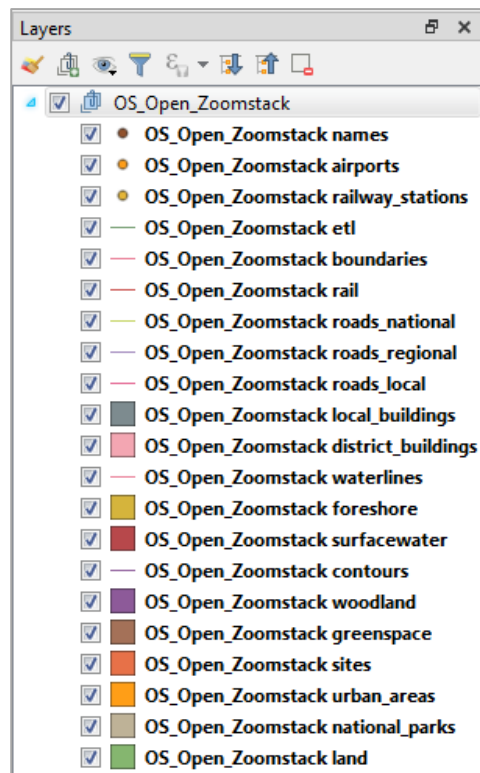 Layers
OS_Open_Zoomstack
OS_Open_Zoomstack names
OS_Open_Zoomstack airports
OS_Open_Zoomstack railway_stations
OS_Open_Zoomstack etl
OS_Open_Zoomstack boundaries
OS_Open_Zoomstack rail
OS_Open_Zoomstack roads_national
OS_Open_Zoomstack roads_regional
OS_Open_Zoomstack roads_local
OS_Open_Zoomstack local_buildings
OS_Open_Zoomstack district_buildings
OS_Open_Zoomstack waterlines
OS_Open_Zoomstack foreshore
OS_Open_Zoomstack surfacewater
OS_Open_Zoomstack contours
OS_Open_Zoomstack woodland
OS_Open_Zoomstack greenspace
OS_Open_Zoomstack sites
OS_Open_Zoomstack urban_areas
OS_Open_Zoomstack national_parks
OS_Open_Zoomstack land